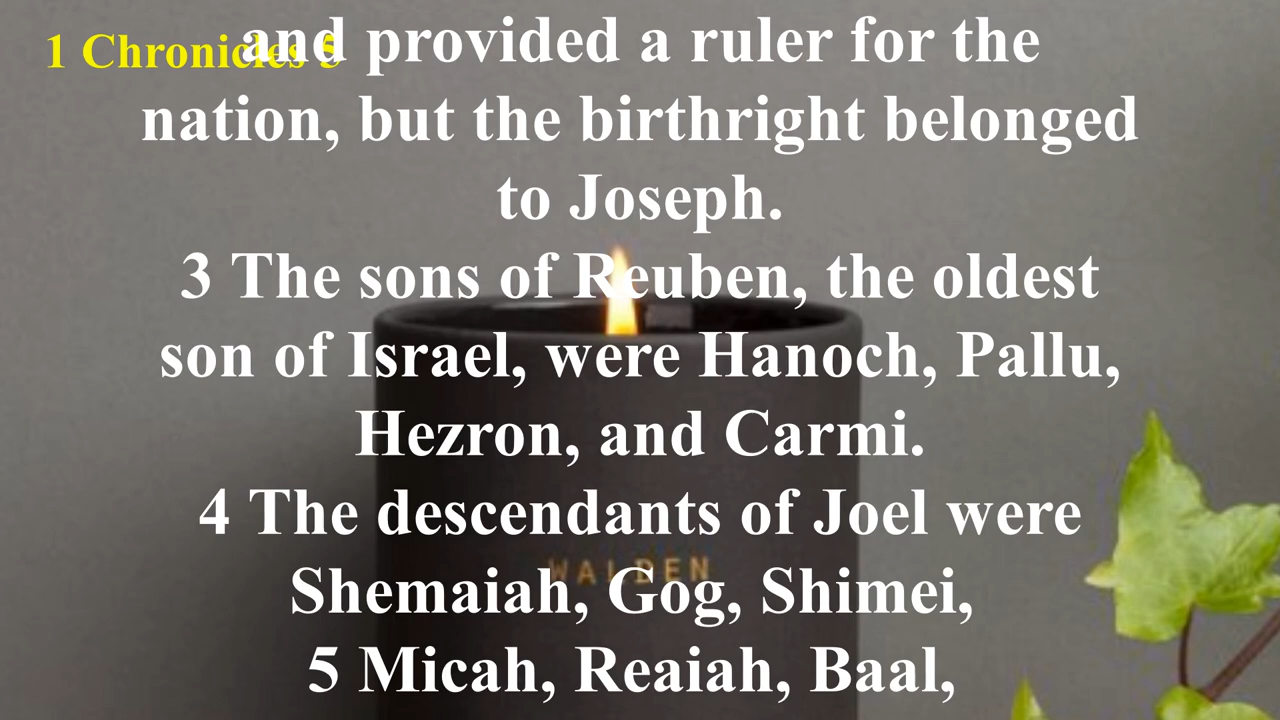 1 Chronicles 5
and provided a ruler for the
nation, but the birthright belonged
to Joseph.
3 The sons of Reuben, the oldest
son of Israel, were Hanoch, Pallu,
Hezron, and Carmi.
4 The descendants of Joel were
WALDEN
Shemaiah, Gog, Shimei,
5 Micah, Reaiah, Baal,